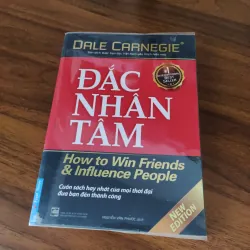 DALE CARNEGIE
ĐẮC
NHÂN
TÂM
How to Win Friends
& Influence People
Cuốn sách hay nhất của mọi thời đại
đưa bạn đến thành công
NEW
EDITION